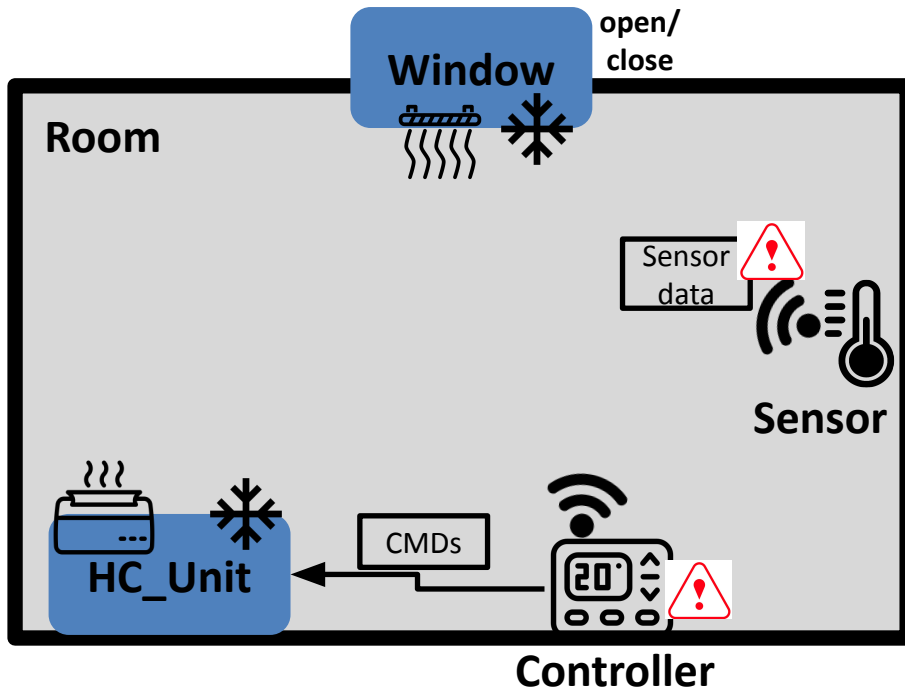 open/
close
Window
Room
Sensor
data
Sensor
CMDs
HC_Unit
20°
Controller